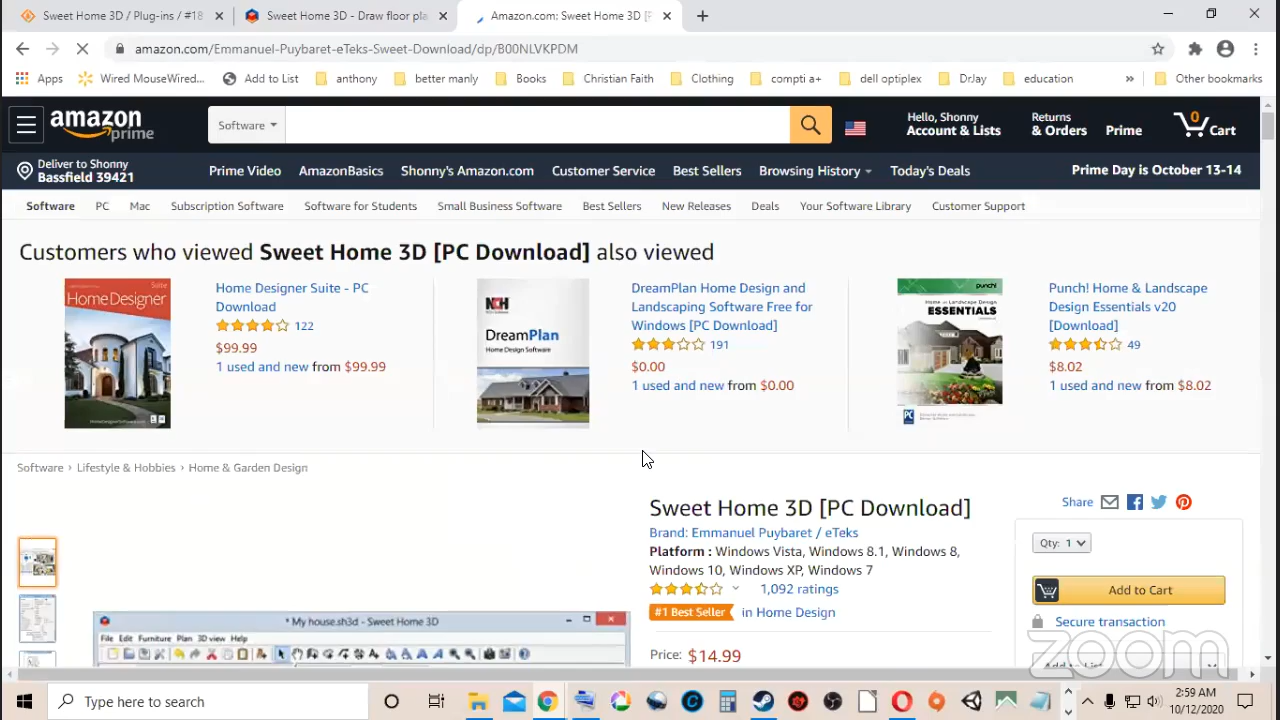 Sweet Home 3D / Plug-ins / #18
Sweet Home 3D - Draw floor pla
Amazon.com: Sweet Home 3D [
amazon.com/Emmanuel-Puybaret-eTeks-Sweet-Download/dp/B00NLVKPDM
Apps Wired MouseWired... Add to List anthony better manly Books Christian Faith Clothing compti a+ dell optiplex DrJay education » Other bookmarks
amazon prime
Software
Hello, Shonny
Account & Lists
Returns
& Orders
Prime
0
Cart
Deliver to Shonny
Bassfield 39421
Prime Video AmazonBasics Shonny's Amazon.com Customer Service Best Sellers Browsing History Today's Deals
Prime Day is October 13-14
Software PC Mac Subscription Software Software for Students Small Business Software Best Sellers New Releases Deals Your Software Library Customer Support
Customers who viewed Sweet Home 3D [PC Download] also viewed
Home Designer Suite
Home Designer Suite - PC
Download
122
$99.99
1 used and new from $99.99
NCH
DreamPlan
Home Design Software
DreamPlan Home Design and
Landscaping Software Free for
Windows [PC Download]
191
$0.00
1 used and new from $0.00
punch!
Home & Landscape Design
ESSENTIALS
Punch! Home & Landscape
Design Essentials v20
[Download]
49
$8.02
1 used and new from $8.02
Software › Lifestyle & Hobbies › Home & Garden Design
* My house.sh3d - Sweet Home 3D
File Edit Furniture Plan 3D view Help
Sweet Home 3D [PC Download]
Brand: Emmanuel Puybaret / eTeks
Platform : Windows Vista, Windows 8.1, Windows 8,
Windows 10, Windows XP, Windows 7
1,092 ratings
#1 Best Seller in Home Design
Price: $14.99
Share
Qty: 1
Add to Cart
Secure transaction
Add to List
zoom
Type here to search
2:59 AM
10/12/2020